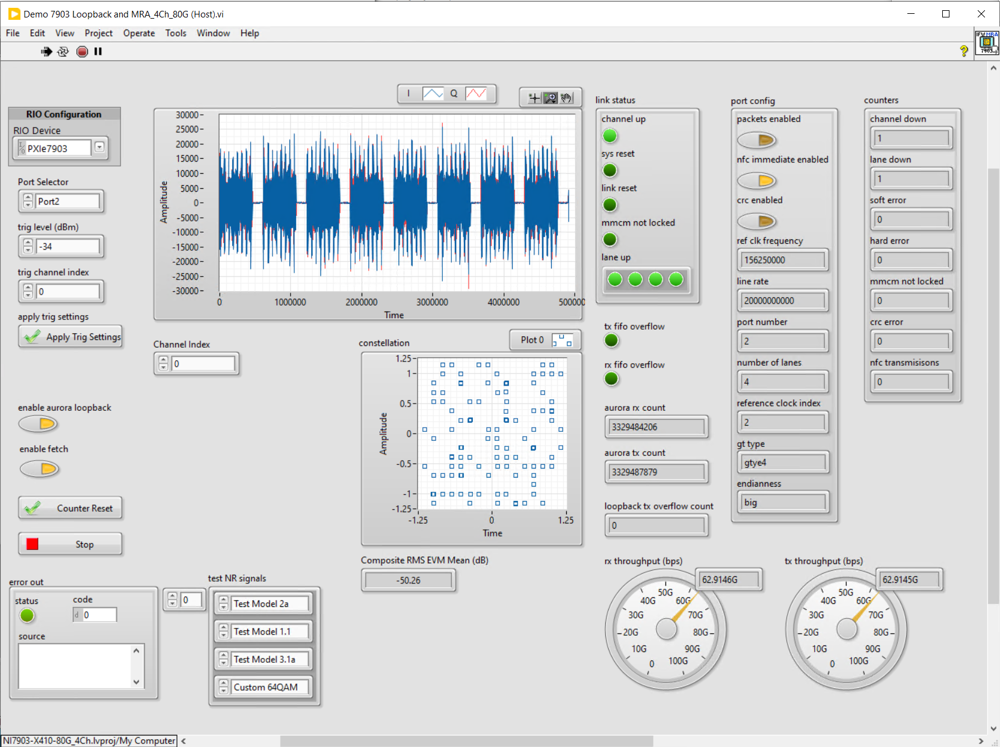 Demo 7903 Loopback and MRA_4Ch_80G (Host).vi
File Edit View Project Operate Tools Window Help
IFW MRA
7903
RIO Configuration
RIO Device
I/O PXIe7903
Port Selector
Port2
trig level (dBm)
-34
trig channel index
0
apply trig settings
Apply Trig Settings
enable aurora loopback
enable fetch
Counter Reset
Stop
error out
status
code
d 0
source
0
test NR signals
Test Model 2a
Test Model 1.1
Test Model 3.1a
Custom 64QAM
I Q
Amplitude
30000
25000
20000
15000
10000
5000
0
-5000
-10000
-15000
-20000
-25000
-30000
0 1000000 2000000 3000000 4000000 500000
Time
Channel Index
0
constellation
Plot 0
Amplitude
1.25
1
0.5
0
-0.5
-1
-1.25
-1.25 0 1.25
Time
Composite RMS EVM Mean (dB)
-50.26
link status
channel up
sys reset
link reset
mmcm not locked
lane up
tx fifo overflow
rx fifo overflow
aurora rx count
3329484206
aurora tx count
3329487879
loopback tx overflow count
0
port config
packets enabled
nfc immediate enabled
crc enabled
ref clk frequency
156250000
line rate
20000000000
port number
2
number of lanes
4
reference clock index
2
gt type
gtye4
endianness
big
counters
channel down
1
lane down
1
soft error
0
hard error
0
mmcm not locked
0
crc error
0
nfc transmisisons
0
rx throughput (bps)
62.9146G
0 10G 20G 30G 40G 50G 60G 70G 80G 90G 100G
tx throughput (bps)
62.9145G
0 10G 20G 30G 40G 50G 60G 70G 80G 90G 100G
NI7903-X410-80G_4Ch.lvproj/My Computer